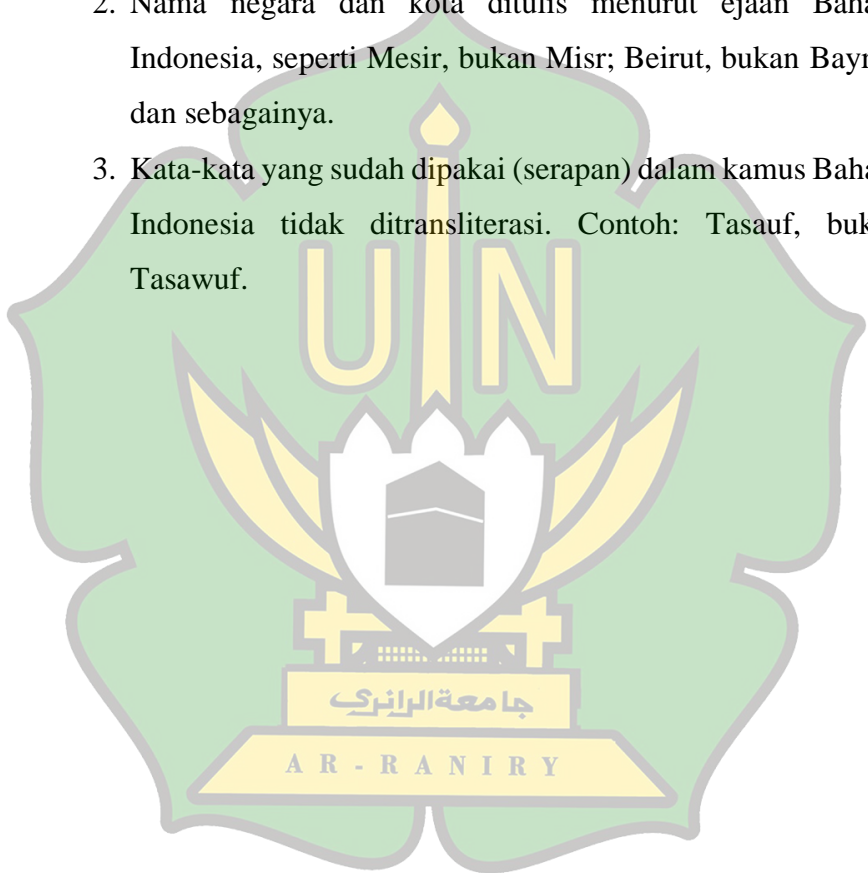 2. Nama negara dan kota ditulis menurut ejaan Baha
Indonesia, seperti Mesir, bukan Misr; Beirut, bukan Bayr
dan sebagainya.
3. Kata-kata yang sudah dipakai (serapan) dalam kamus Baha
Indonesia tidak ditransliterasi. Contoh: Tasauf, buk
Tasawuf.
UIN
جامعة الرانري
AR-RANIRY